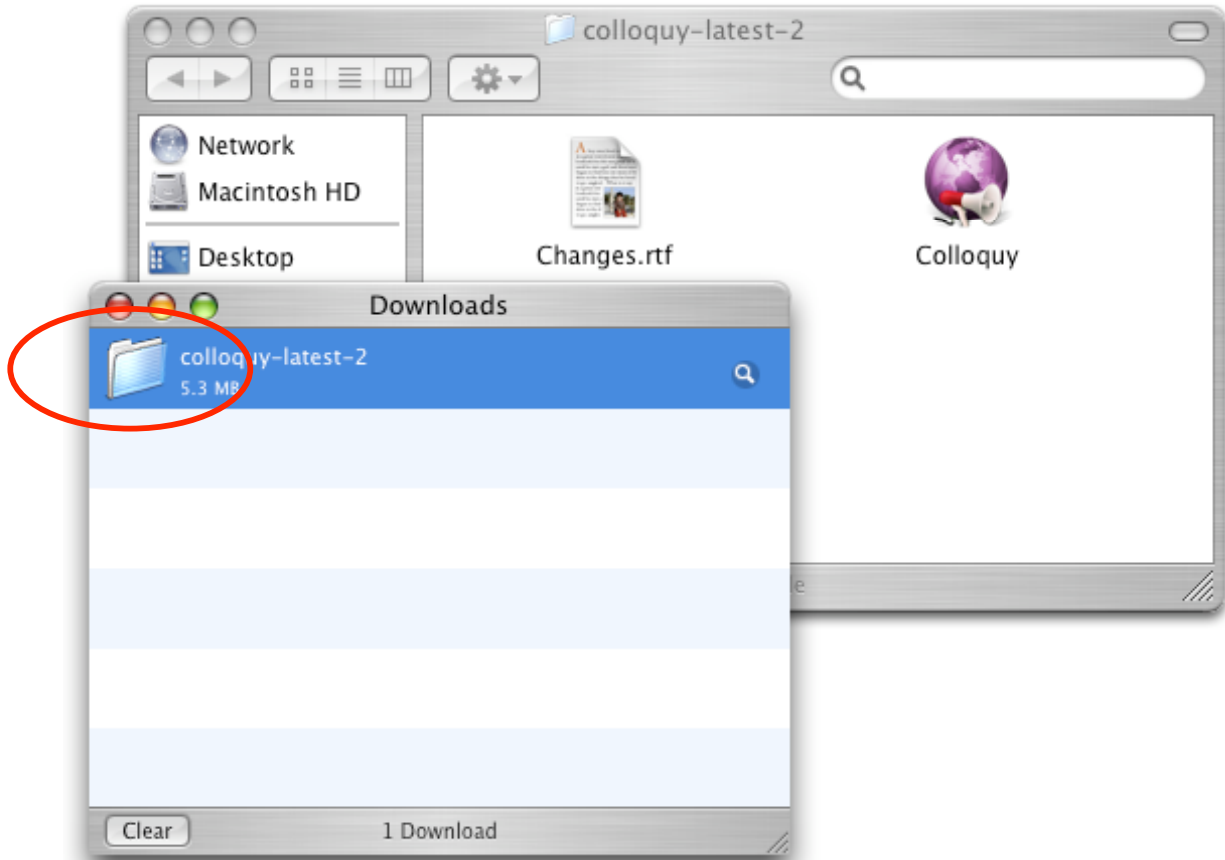 colloquy-latest-2
Network
Macintosh HD
Desktop
Changes.rtf
Colloquy
Downloads
colloquy-latest-2
5.3 MB
Clear
1 Download